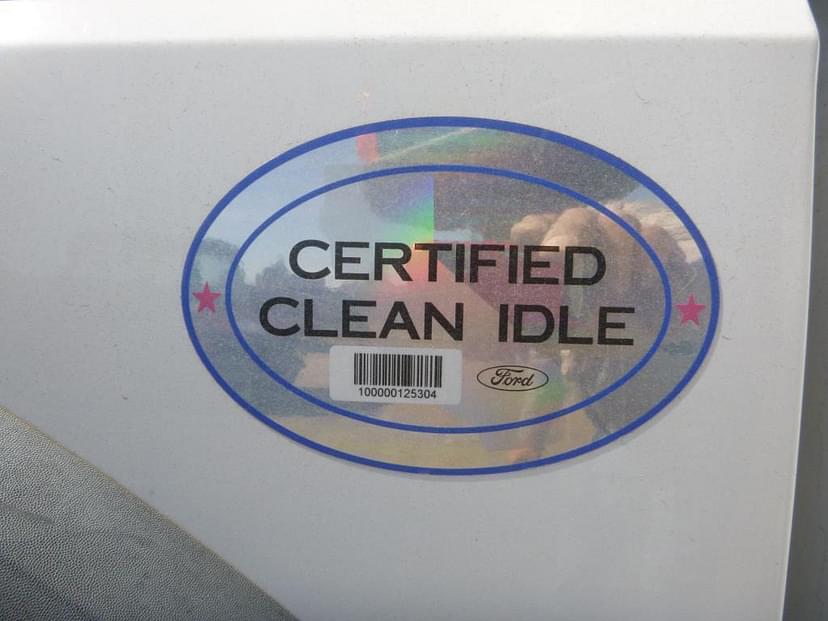 CERTIFIED
CLEAN IDLE
100000125304
Ford